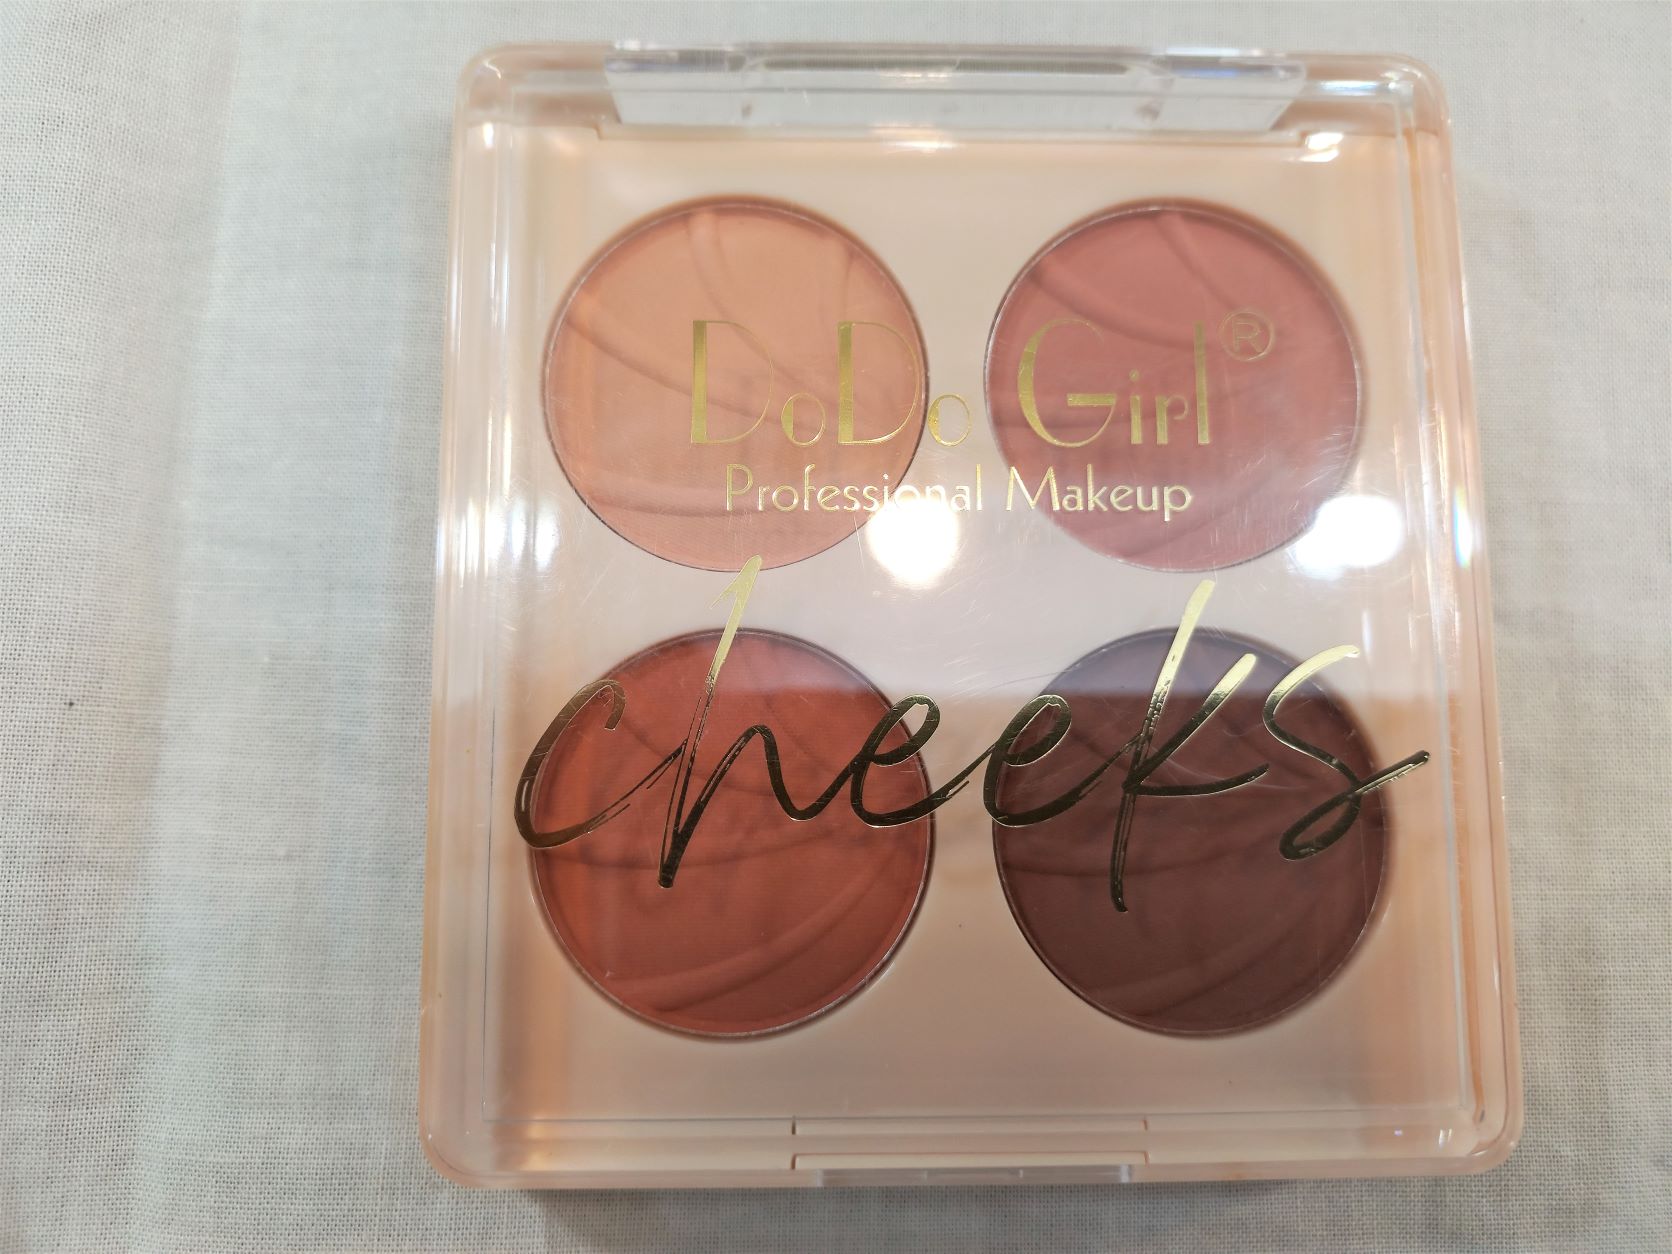 DoDo Girl®
Professional Makeup
cheeks